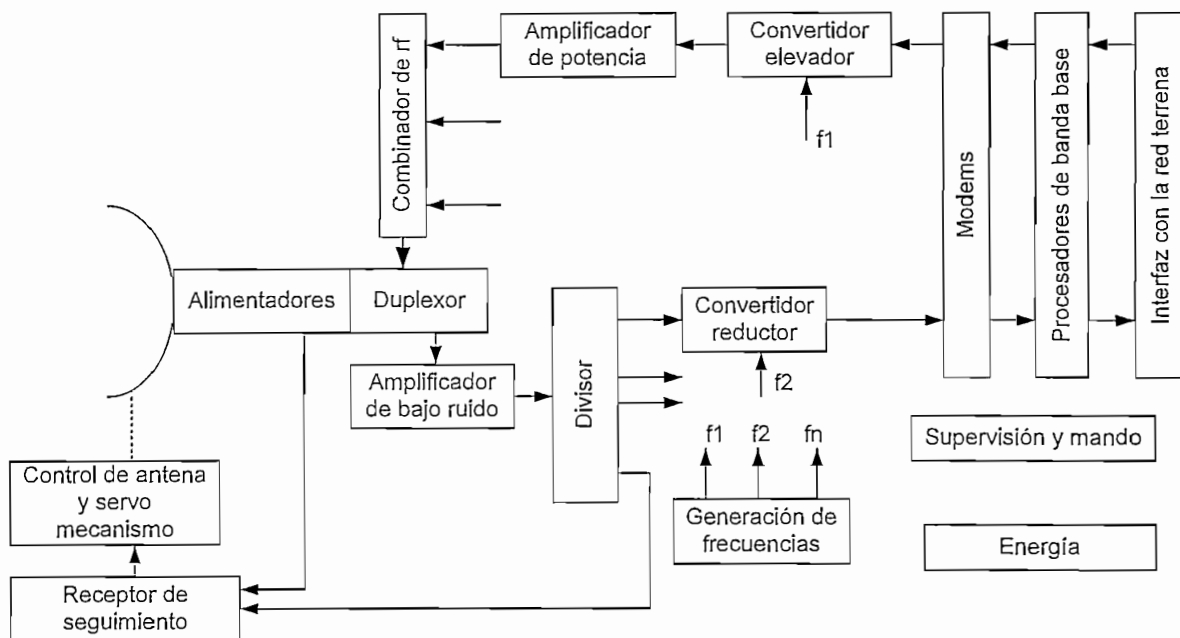 Amplificador
de potencia
Convertidor
elevador
f1
Combinador de rf
Modems
Procesadores de banda base
Interfaz con la red terrena
Alimentadores
Duplexor
Convertidor
reductor
f2
Amplificador
de bajo ruido
Divisor
f1 f2 fn
Generación de
frecuencias
Supervisión y mando
Energía
Control de antena
y servo
mecanismo
Receptor de
seguimiento